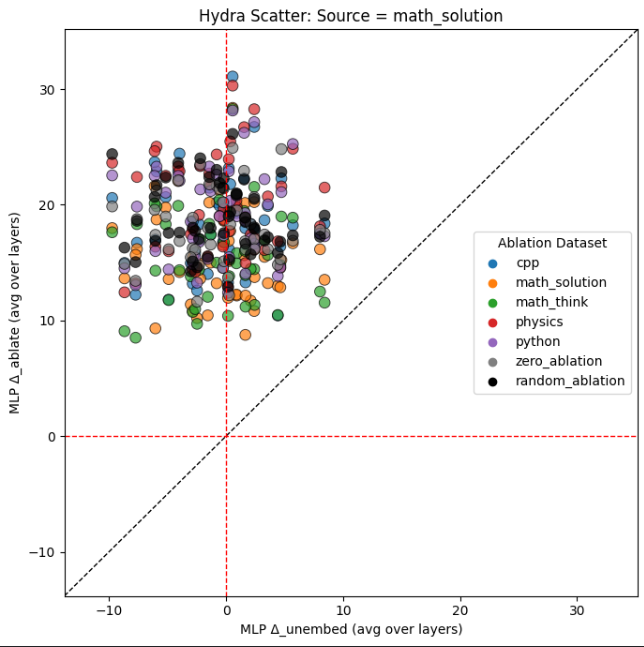 Hydra Scatter: Source = math_solution
30
20
10
0
−10
MLP Δ_ablate (avg over layers)
Ablation Dataset
cpp
math_solution
math_think
physics
python
zero_ablation
random_ablation
−10 0 10 20 30
MLP Δ_unembed (avg over layers)